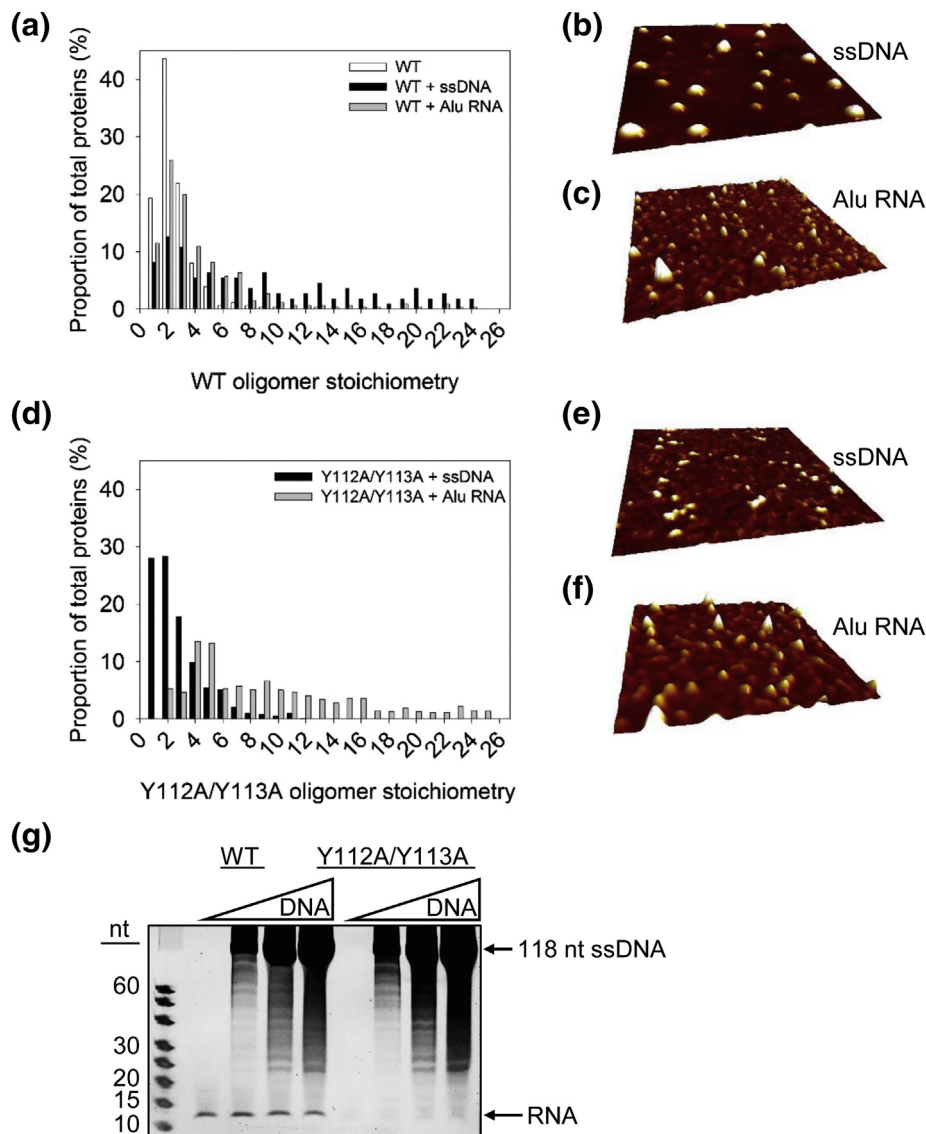 (a)
Proportion of total proteins (%)
40
30
20
10
0
WT
WT + ssDNA
WT + Alu RNA
0 2 4 6 8 10 12 14 16 18 20 22 24 26
WT oligomer stoichiometry
(b)
ssDNA
(c)
Alu RNA
(d)
Proportion of total proteins (%)
40
30
20
10
0
Y112A/Y113A + ssDNA
Y112A/Y113A + Alu RNA
0 2 4 6 8 10 12 14 16 18 20 22 24 26
Y112A/Y113A oligomer stoichiometry
(e)
ssDNA
(f)
Alu RNA
(g)
WT Y112A/Y113A
DNA DNA
nt
60
30
20
15
10
118 nt ssDNA
RNA